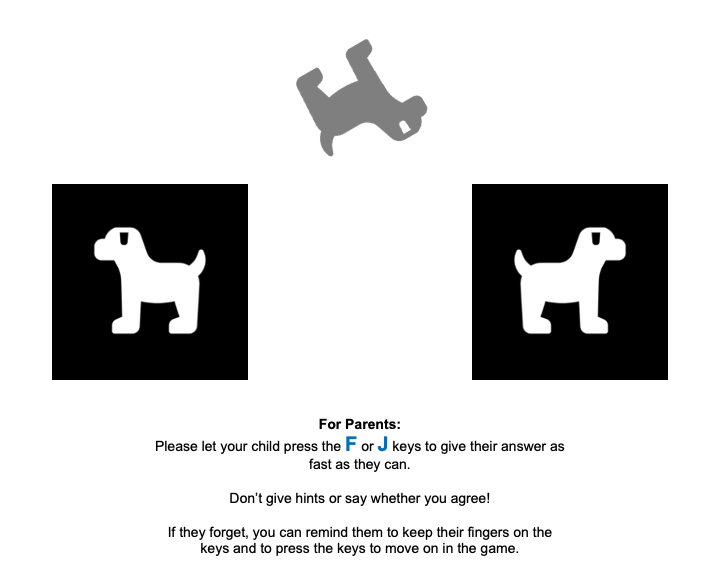 For Parents:
Please let your child press the F or J keys to give their answer as
fast as they can.
Don't give hints or say whether you agree!
If they forget, you can remind them to keep their fingers on the
keys and to press the keys to move on in the game.